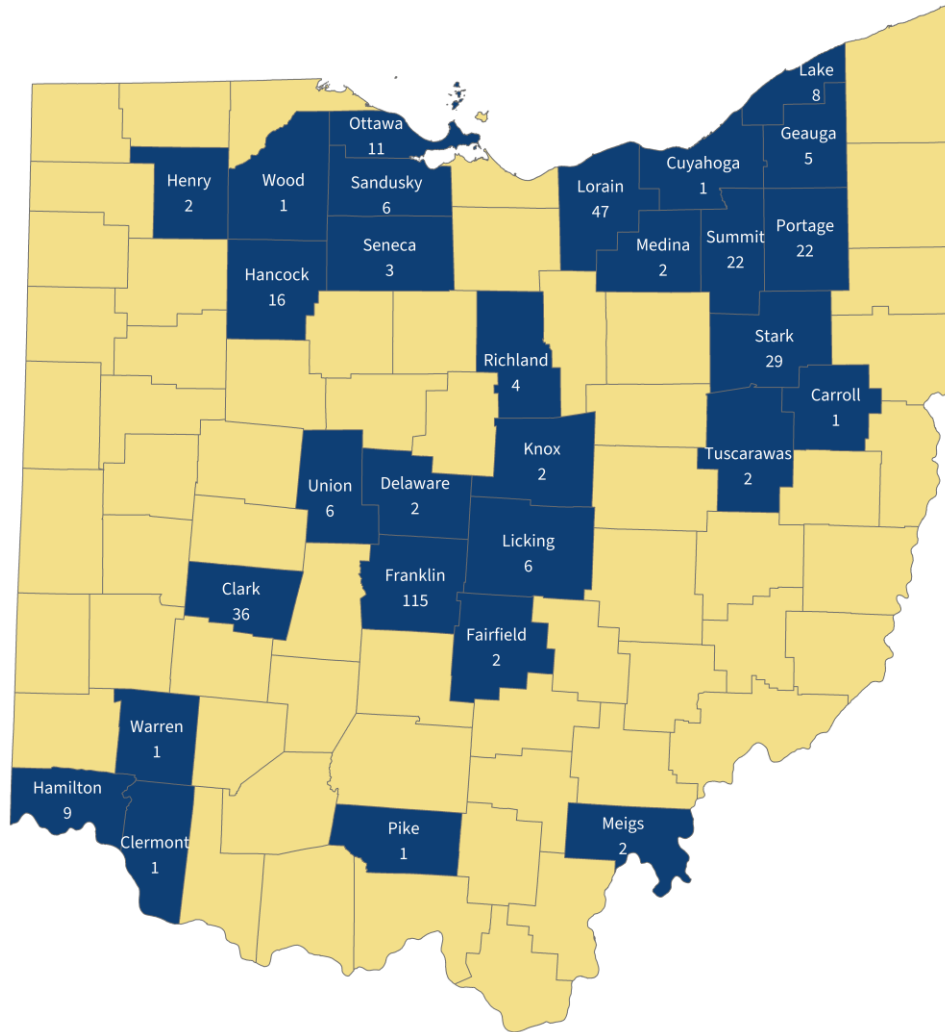 Lake
8
Ottawa
11
Geauga
5
Cuyahoga
1
Henry
2
Wood
1
Sandusky
6
Lorain
47
Portage
22
Summit
22
Medina
2
Seneca
3
Hancock
16
Stark
29
Richland
4
Carroll
1
Knox
2
Tuscarawas
2
Union
6
Delaware
2
Licking
6
Franklin
115
Clark
36
Fairfield
2
Warren
1
Hamilton
9
Clermont
1
Pike
1
Meigs
2